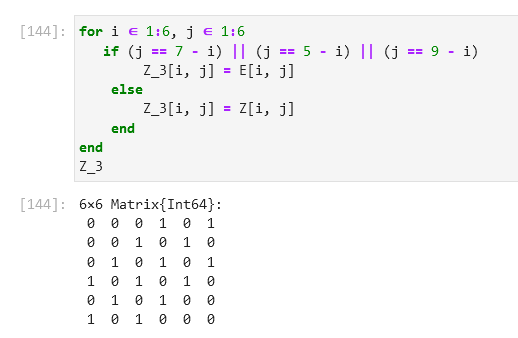 [144]: for i ∈ 1:6, j ∈ 1:6
if (j == 7 - i) || (j == 5 - i) || (j == 9 - i)
Z_3[i, j] = E[i, j]
else
Z_3[i, j] = Z[i, j]
end
end
Z_3
[144]: 6×6 Matrix{Int64}:
0 0 0 1 0 1
0 0 1 0 1 0
0 1 0 1 0 1
1 0 1 0 1 0
0 1 0 1 0 0
1 0 1 0 0 0